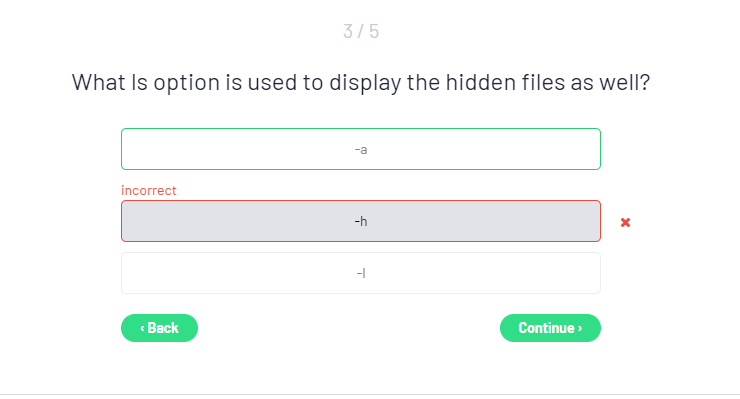 3 / 5
What ls option is used to display the hidden files as well?
-a
incorrect
-h
-l
‹ Back
Continue ›